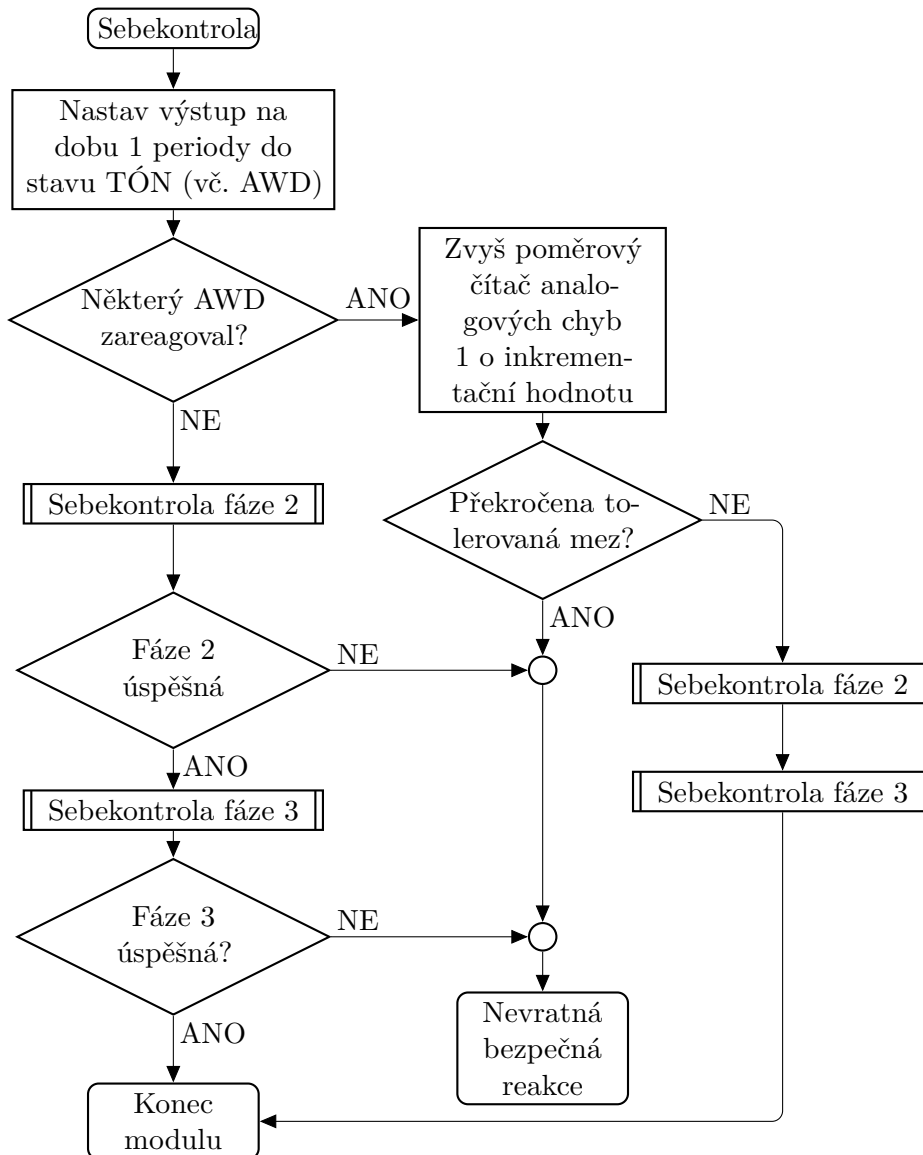 Sebekontrola
Nastav výstup na
dobu 1 periody do
stavu TÓN (vč. AWD)
Některý AWD
zareagoval?
ANO
Zvyš poměrový
čítač analo-
gových chyb
1 o inkremen-
tační hodnotu
NE
Sebekontrola fáze 2
Překročena to-
lerovaná mez?
NE
ANO
Fáze 2
úspěšná
NE
Sebekontrola fáze 2
ANO
Sebekontrola fáze 3
Sebekontrola fáze 3
Fáze 3
úspěšná?
NE
ANO
Nevratná
bezpečná
reakce
Konec
modulu